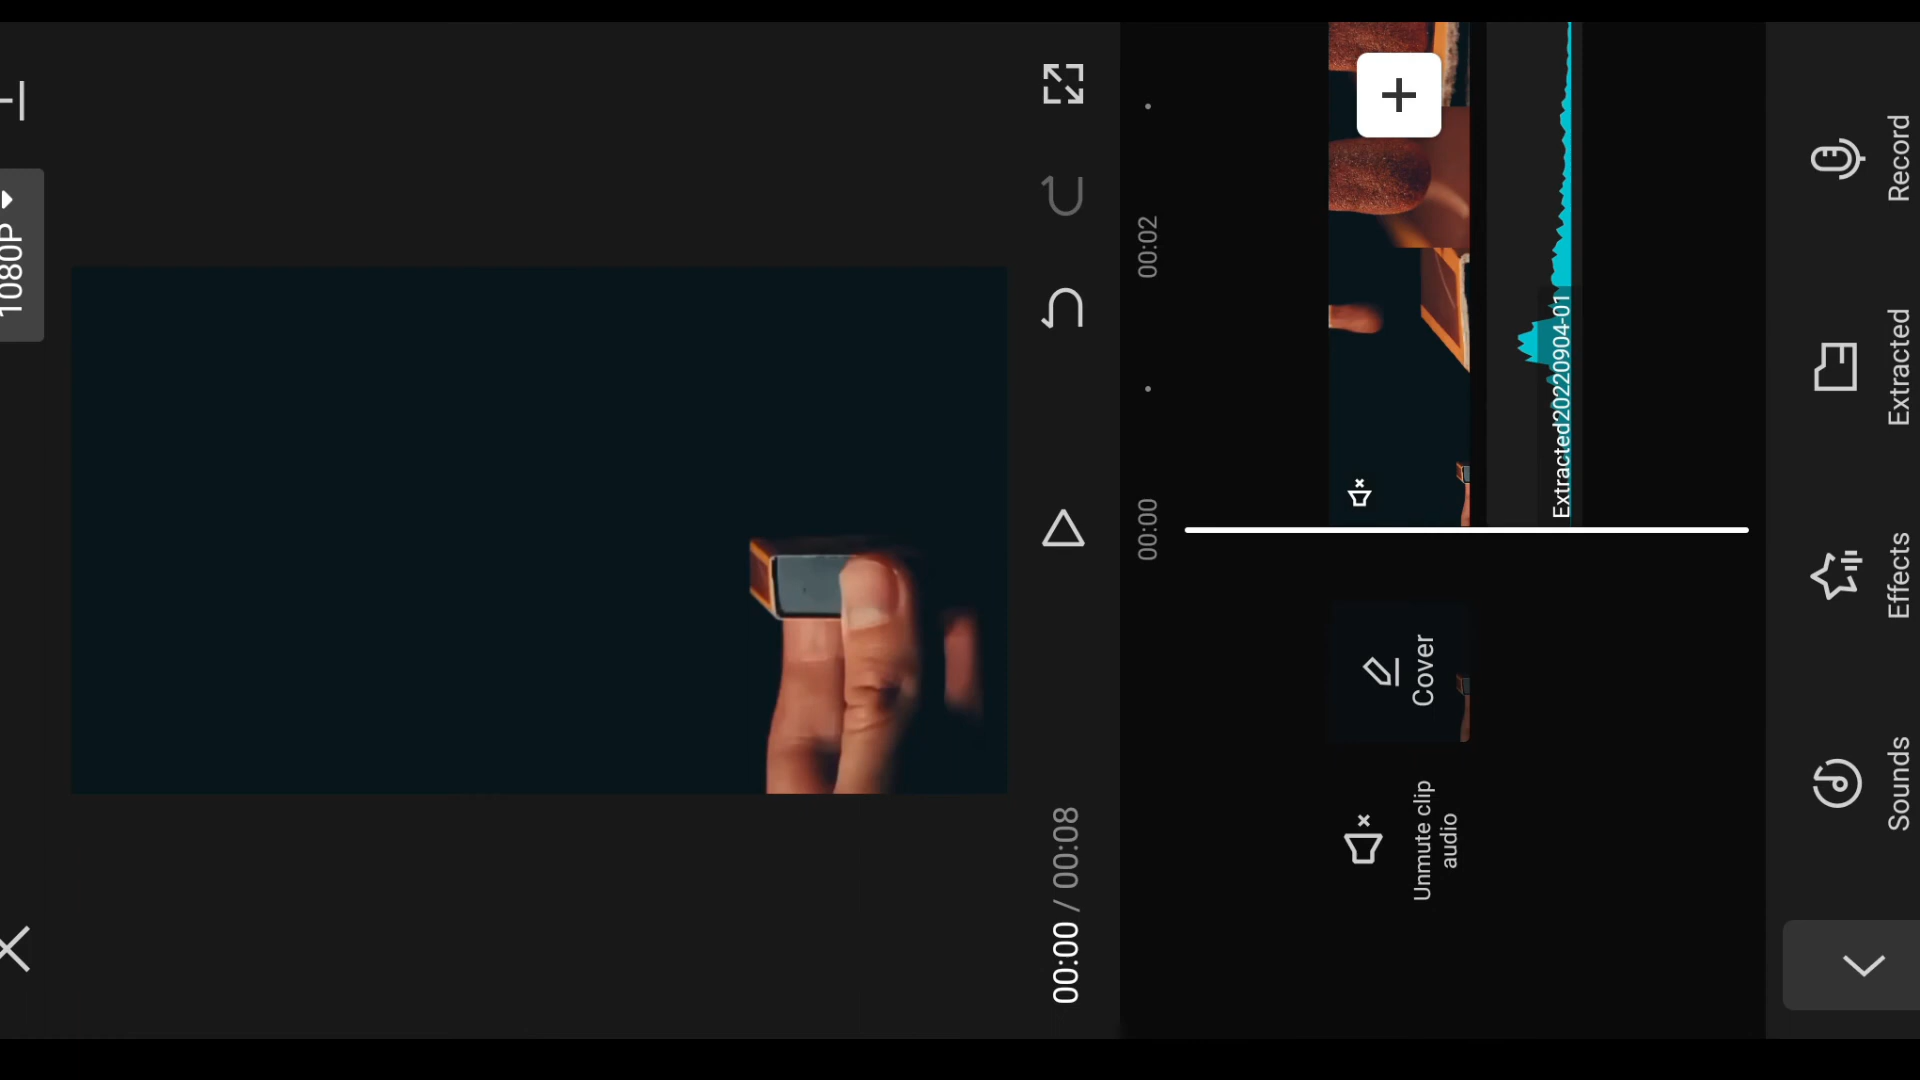 1080P
00:00 / 00:08
00:00
00:02
Cover
Unmute clip
audio
Extracted20220904-01
Sounds
Effects
Extracted
Record